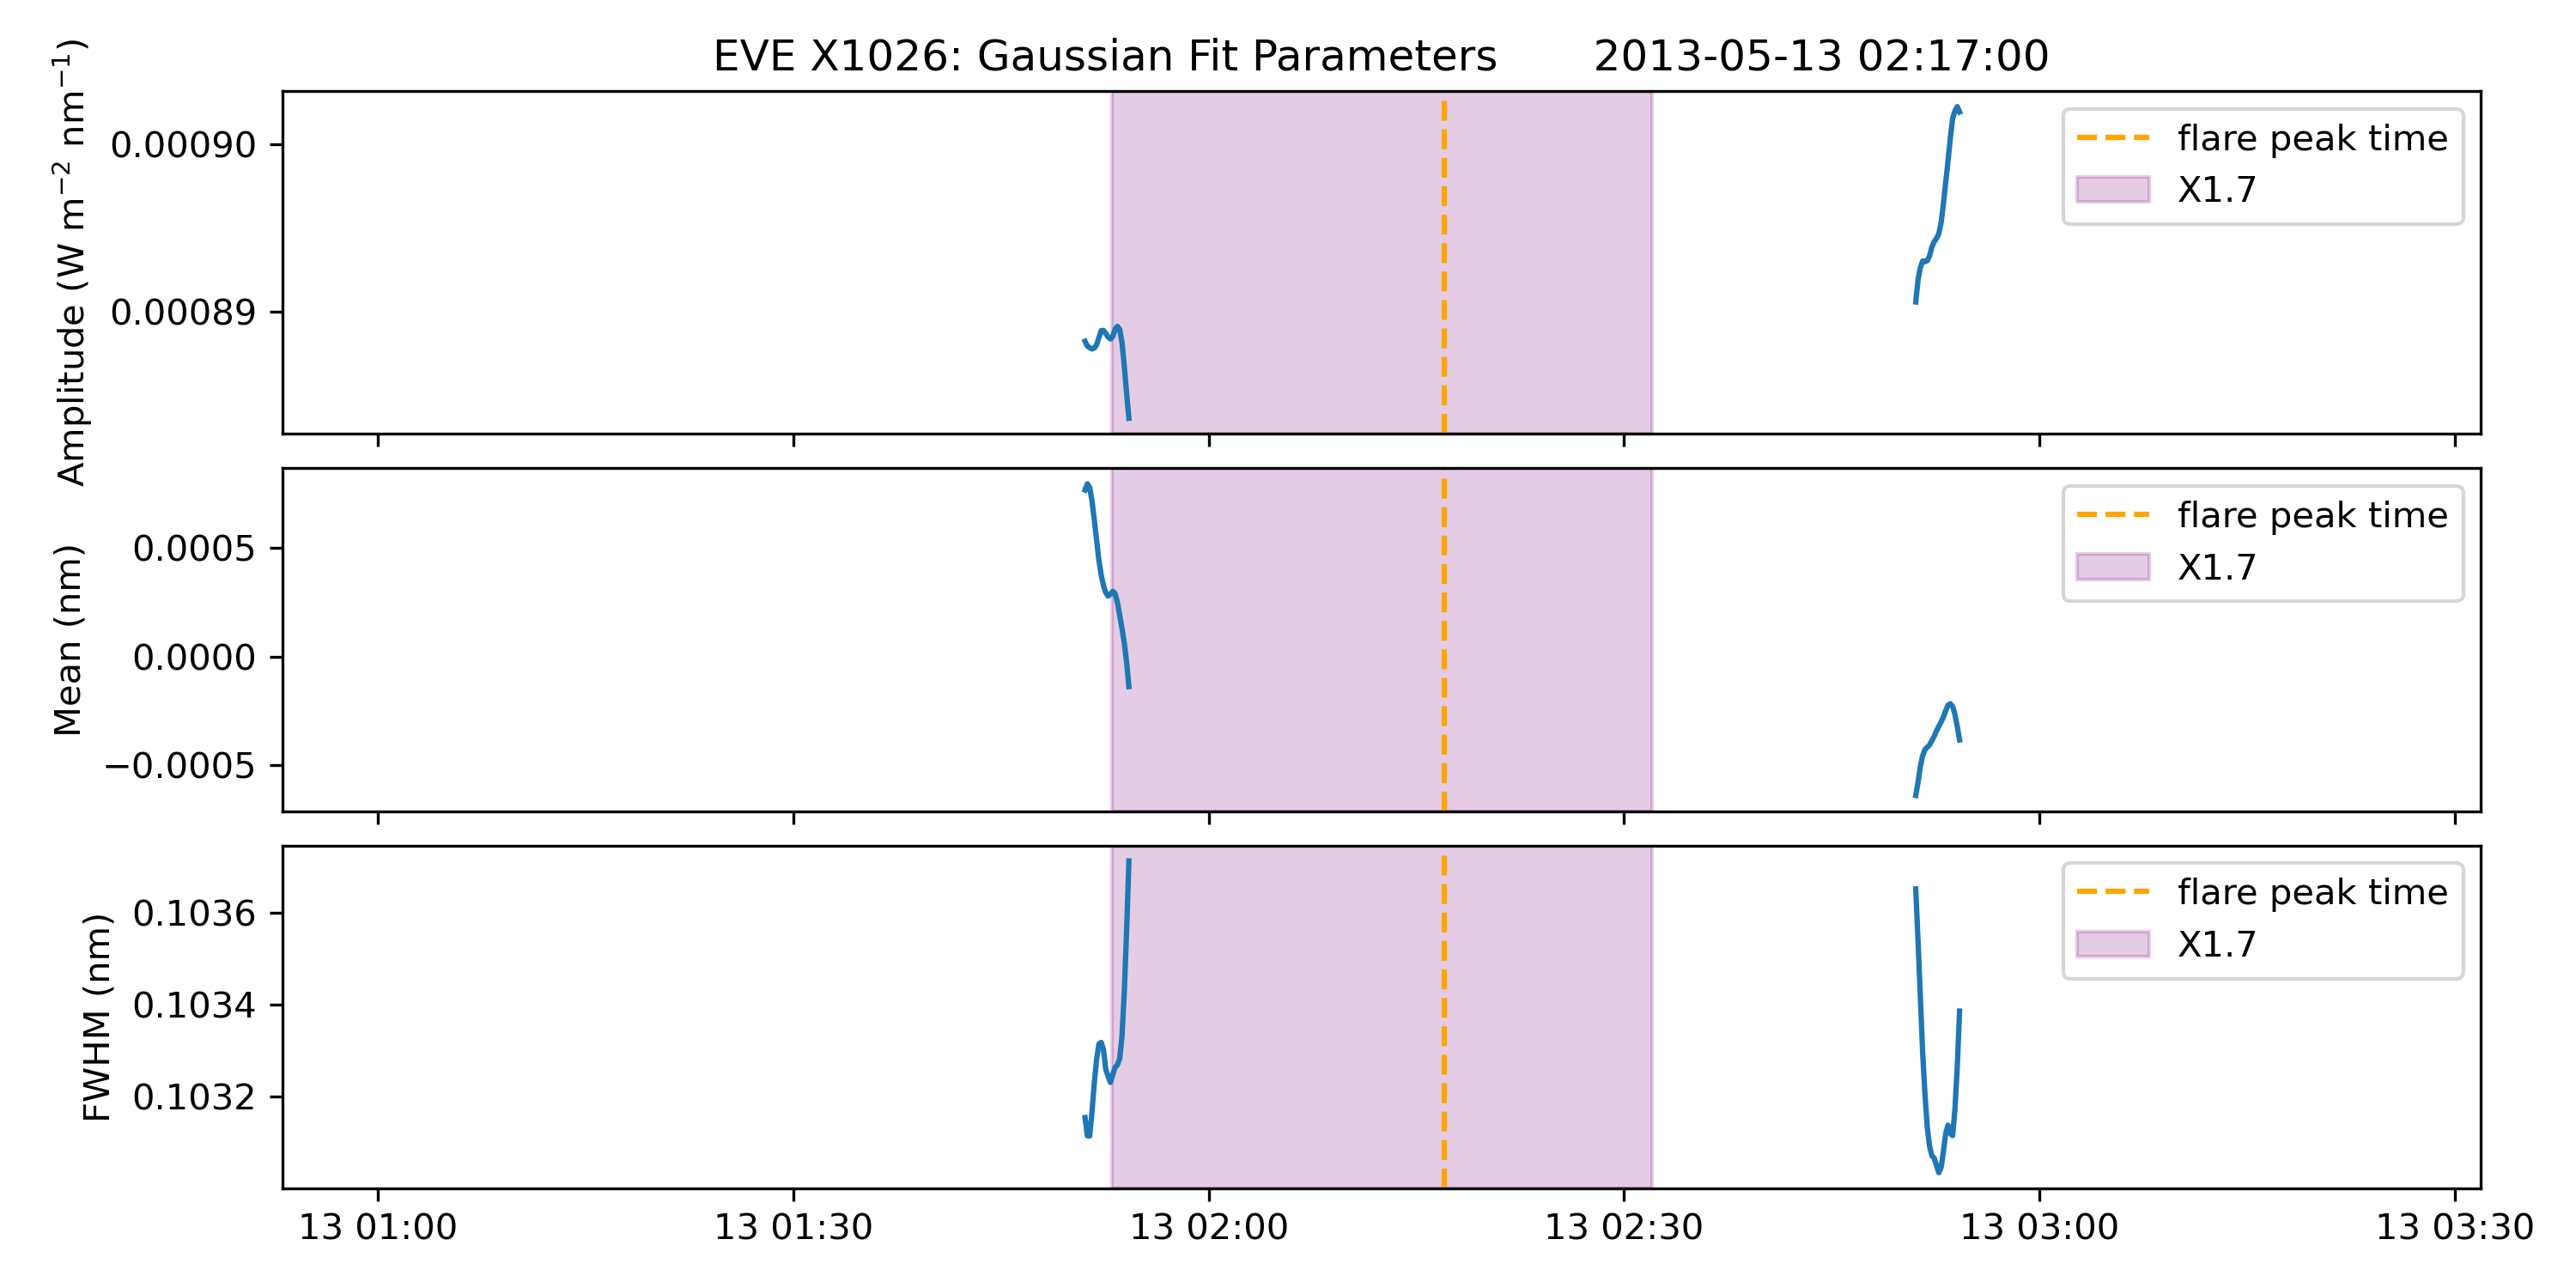 EVE X1026: Gaussian Fit Parameters 2013-05-13 02:17:00
Amplitude (W m⁻² nm⁻¹)
0.00090
0.00089
flare peak time
X1.7
Mean (nm)
0.0005
0.0000
−0.0005
flare peak time
X1.7
FWHM (nm)
0.1036
0.1034
0.1032
flare peak time
X1.7
13 01:00 13 01:30 13 02:00 13 02:30 13 03:00 13 03:30